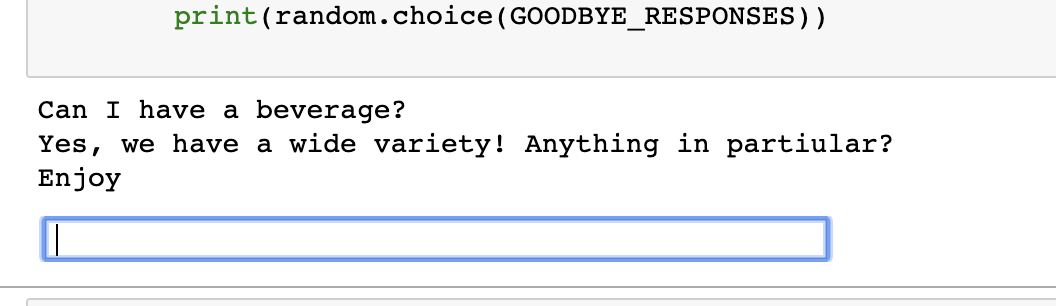 print(random.choice(GOODBYE_RESPONSES))
Can I have a beverage?
Yes, we have a wide variety! Anything in partiular?
Enjoy